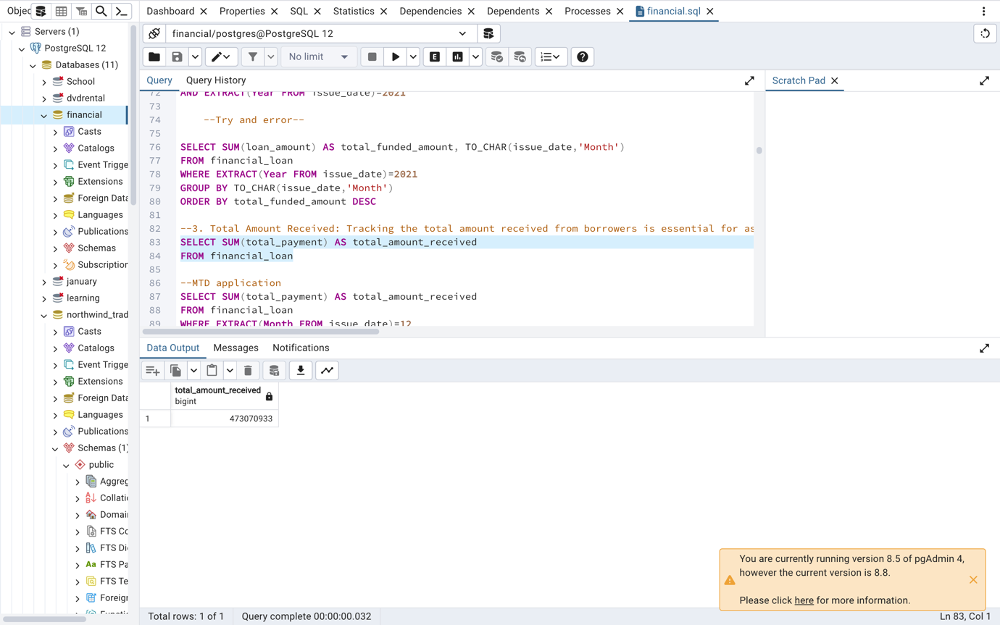 Objec
Dashboard
Properties
SQL
Statistics
Dependencies
Dependents
Processes
financial.sql
Servers (1)
PostgreSQL 12
Databases (11)
School
dvdrental
financial
Casts
Catalogs
Event Trigge
Extensions
Foreign Data
Languages
Publications
Schemas
Subscription
january
learning
northwind_trad
Casts
Catalogs
Event Trigge
Extensions
Foreign Data
Languages
Publications
Schemas (1)
public
Aggreg
Collatic
Domai
FTS Co
FTS Di
Aa FTS Pa
FTS Te
Foreign
Functi
financial/postgres@PostgreSQL 12
No limit
E
Query
Query History
Scratch Pad
72 AND EXTRACT(Year FROM issue_date)=2021
73
74 --Try and error--
75
76 SELECT SUM(loan_amount) AS total_funded_amount, TO_CHAR(issue_date,'Month')
77 FROM financial_loan
78 WHERE EXTRACT(Year FROM issue_date)=2021
79 GROUP BY TO_CHAR(issue_date,'Month')
80 ORDER BY total_funded_amount DESC
81
82 --3. Total Amount Received: Tracking the total amount received from borrowers is essential for as
83 SELECT SUM(total_payment) AS total_amount_received
84 FROM financial_loan
85
86 --MTD application
87 SELECT SUM(total_payment) AS total_amount_received
88 FROM financial_loan
89 WHERE EXTRACT(Month FROM issue_date)=12
Data Output
Messages
Notifications
total_amount_received
bigint
1 473070933
You are currently running version 8.5 of pgAdmin 4,
however the current version is 8.8.
Please click here for more information.
Total rows: 1 of 1
Query complete 00:00:00.032
Ln 83, Col 1